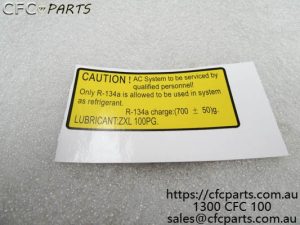 CFC PARTS
CAUTION ! AC System to be serviced by
qualified personnel!
Only R-134a is allowed to be used in system
as refrigerant.
R-134a charge:(700 ± 50)g.
LUBRICANT:ZXL 100PG.
https://cfcparts.com.au
1300 CFC 100
sales@cfcparts.com.au